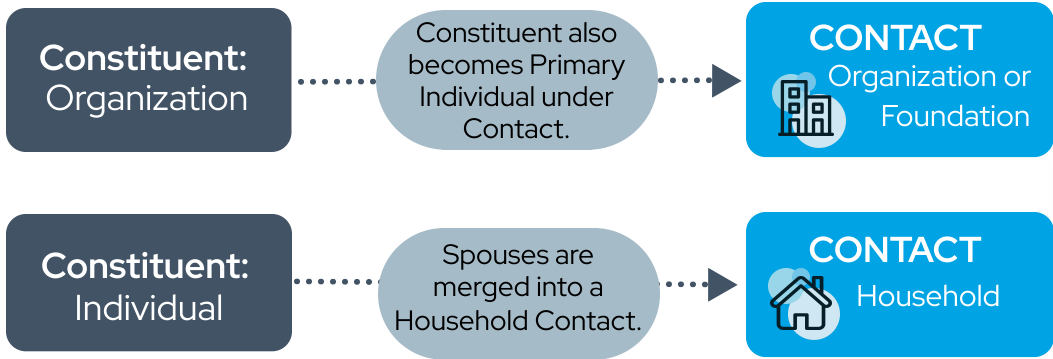 Constituent:
Organization
Constituent also
becomes Primary
Individual under
Contact.
CONTACT
Organization or
Foundation
Constituent:
Individual
Spouses are
merged into a
Household Contact.
CONTACT
Household